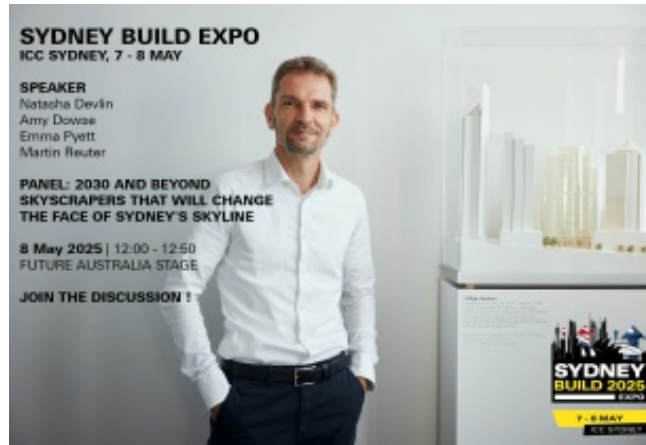 SYDNEY BUILD EXPO
ICC SYDNEY, 7 - 8 MAY
SPEAKER
Natasha Devlin
Amy Dowse
Emma Pyett
Martin Reuter
PANEL: 2030 AND BEYOND
SKYSCRAPERS THAT WILL CHANGE
THE FACE OF SYDNEY'S SKYLINE
8 May 2025 | 12:00 - 12:50
FUTURE AUSTRALIA STAGE
JOIN THE DISCUSSION !
SYDNEY
BUILD 2025
EXPO
7 - 8 MAY
ICC SYDNEY